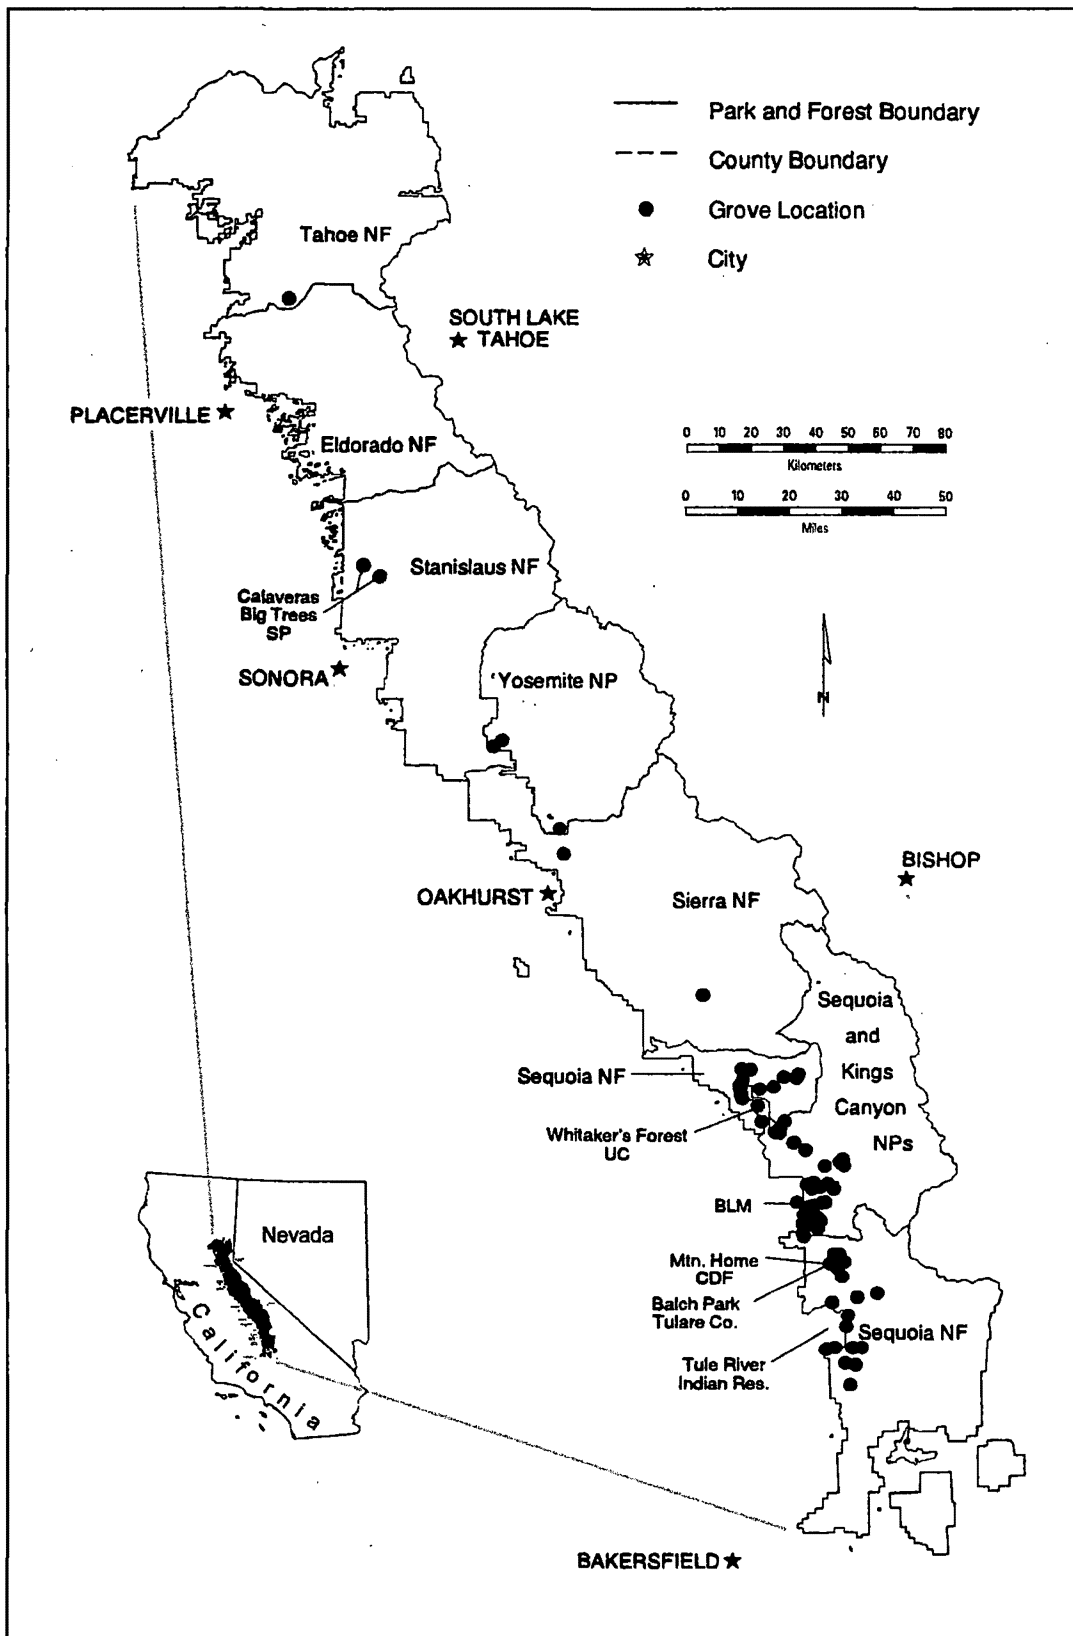 Park and Forest Boundary
County Boundary
Grove Location
City
Tahoe NF
SOUTH LAKE
TAHOE
PLACERVILLE
Eldorado NF
0 10 20 30 40 50 60 70 80
Kilometers
0 10 20 30 40 50
Miles
Stanislaus NF
Calaveras
Big Trees
SP
SONORA
Yosemite NP
N
BISHOP
OAKHURST
Sierra NF
Sequoia
and
Kings
Canyon
NPs
Sequoia NF
Whitaker's Forest
UC
BLM
Nevada
California
Mtn. Home
CDF
Balch Park
Tulare Co.
Sequoia NF
Tule River
Indian Res.
BAKERSFIELD